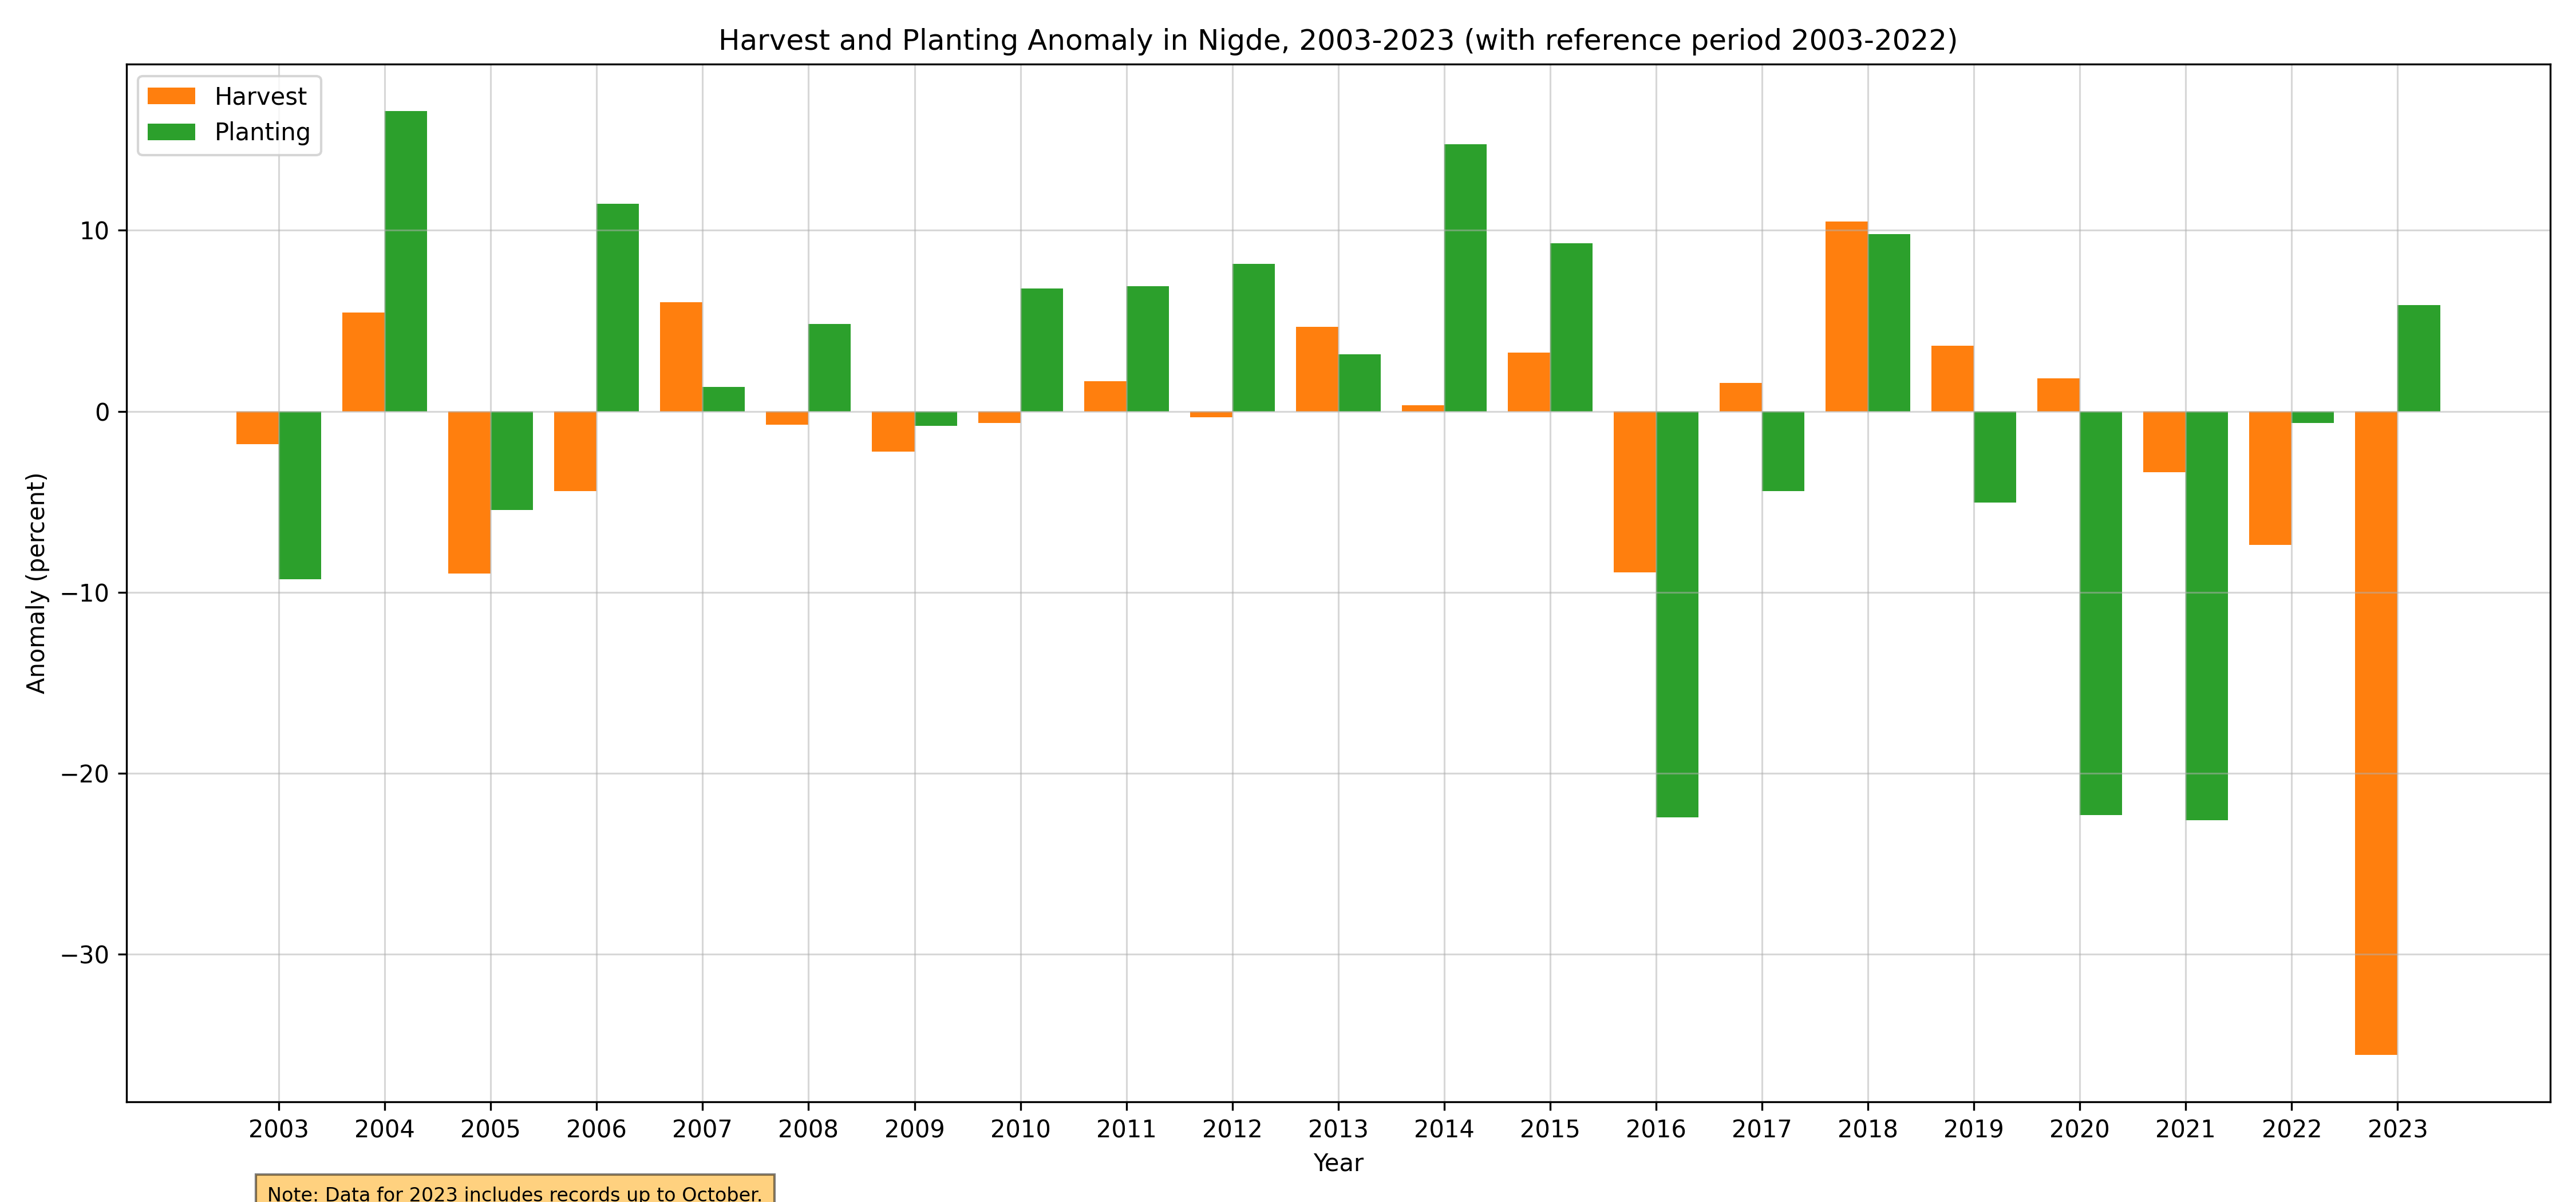 Harvest and Planting Anomaly in Nigde, 2003-2023 (with reference period 2003-2022)
Harvest
Planting
Anomaly (percent)
10
0
−10
−20
−30
2003 2004 2005 2006 2007 2008 2009 2010 2011 2012 2013 2014 2015 2016 2017 2018 2019 2020 2021 2022 2023
Year
Note: Data for 2023 includes records up to October.